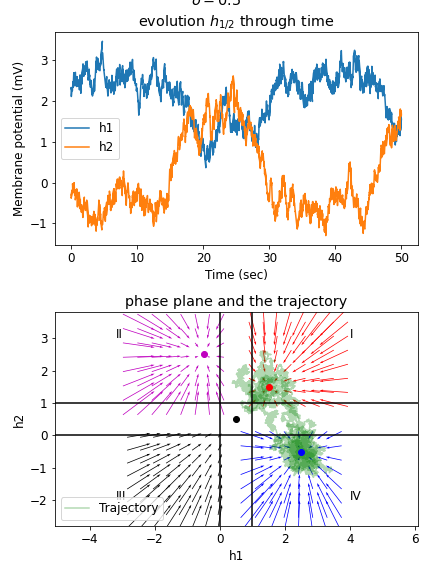 evolution h1/2 through time
Membrane potential (mV)
3
2
1
0
−1
h1
h2
0
10
20
30
40
50
Time (sec)
phase plane and the trajectory
h2
3
2
1
0
−1
−2
II
I
III
IV
Trajectory
−4
−2
0
2
4
6
h1